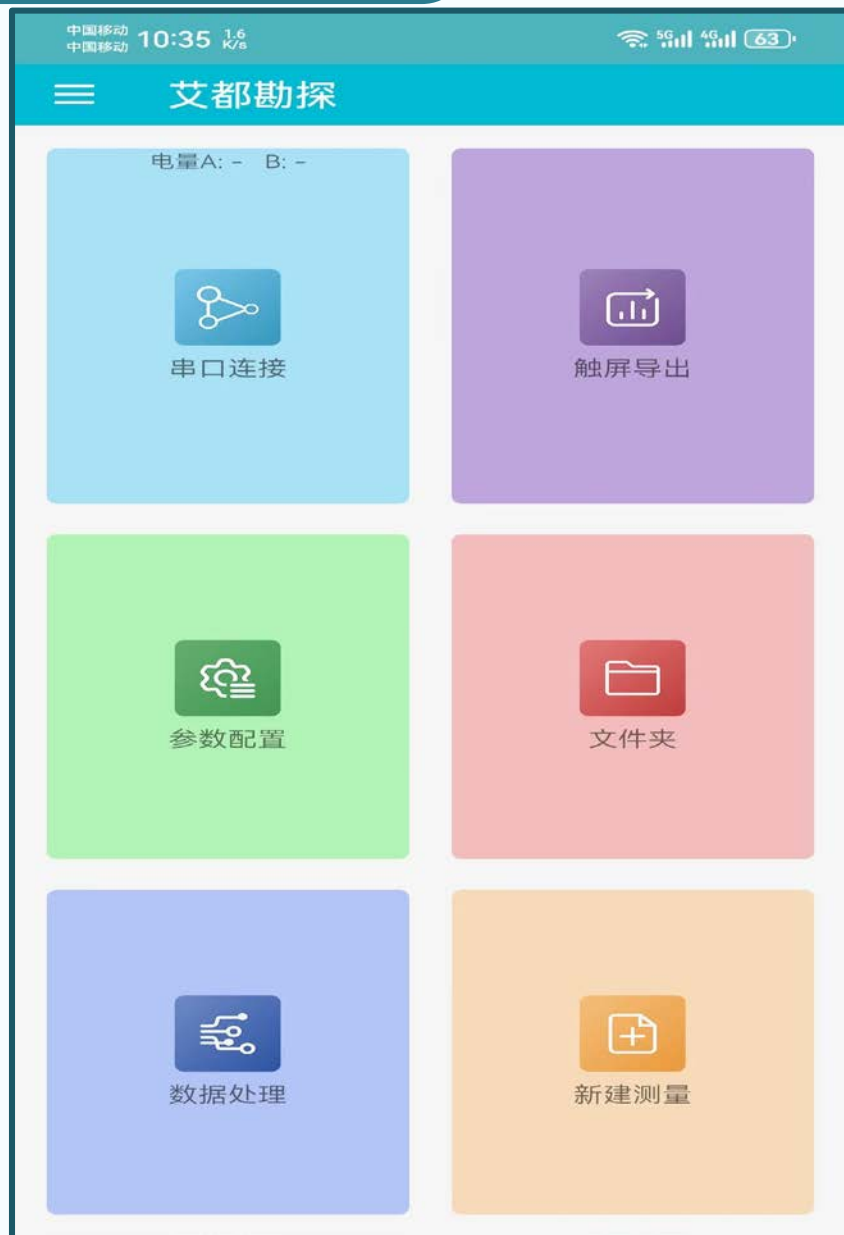 中国移动
中国移动 10:35 1.6 K/s 5G 4G 63
艾都勘探
电量A: - B: -
串口连接 触屏导出
参数配置 文件夹
数据处理 新建测量